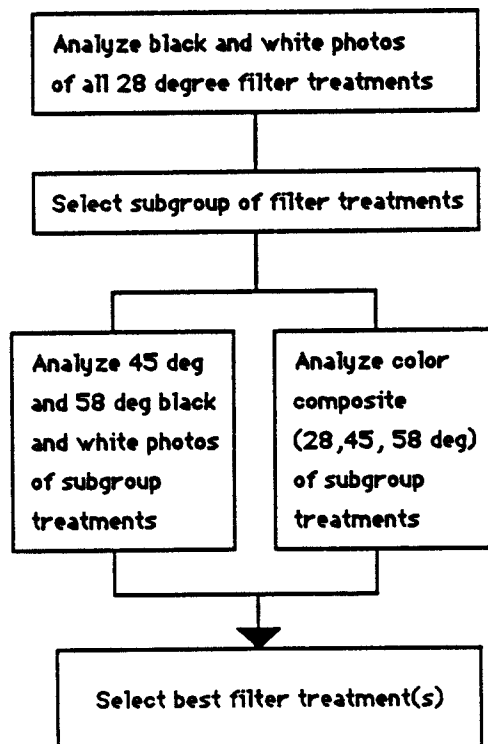 Analyze black and white photos
of all 28 degree filter treatments
Select subgroup of filter treatments
Analyze 45 deg
and 58 deg black
and white photos
of subgroup
treatments
Analyze color
composite
(28,45, 58 deg)
of subgroup
treatments
Select best filter treatment(s)